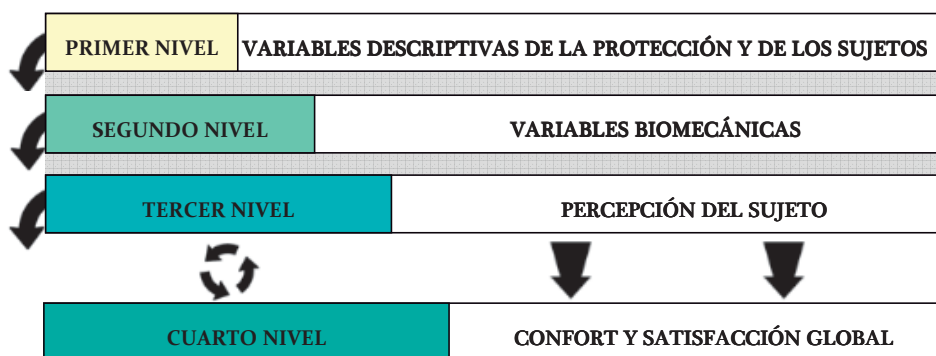 PRIMER NIVEL VARIABLES DESCRIPTIVAS DE LA PROTECCIÓN Y DE LOS SUJETOS
SEGUNDO NIVEL VARIABLES BIOMECÁNICAS
TERCER NIVEL PERCEPCIÓN DEL SUJETO
CUARTO NIVEL CONFORT Y SATISFACCIÓN GLOBAL